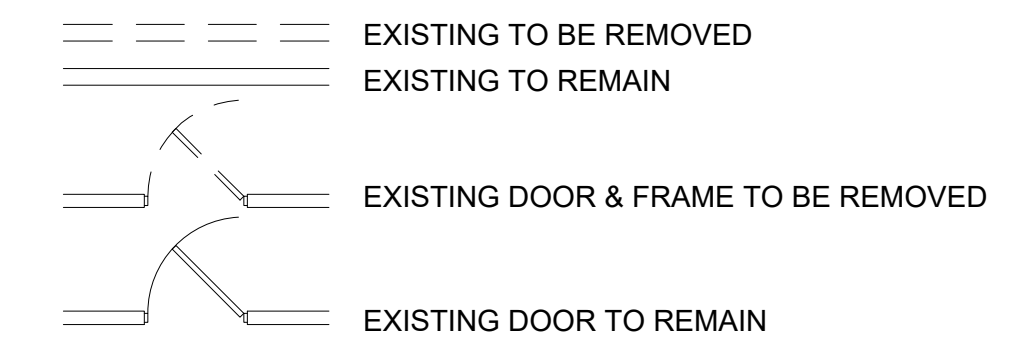 EXISTING TO BE REMOVED
EXISTING TO REMAIN
EXISTING DOOR & FRAME TO BE REMOVED
EXISTING DOOR TO REMAIN